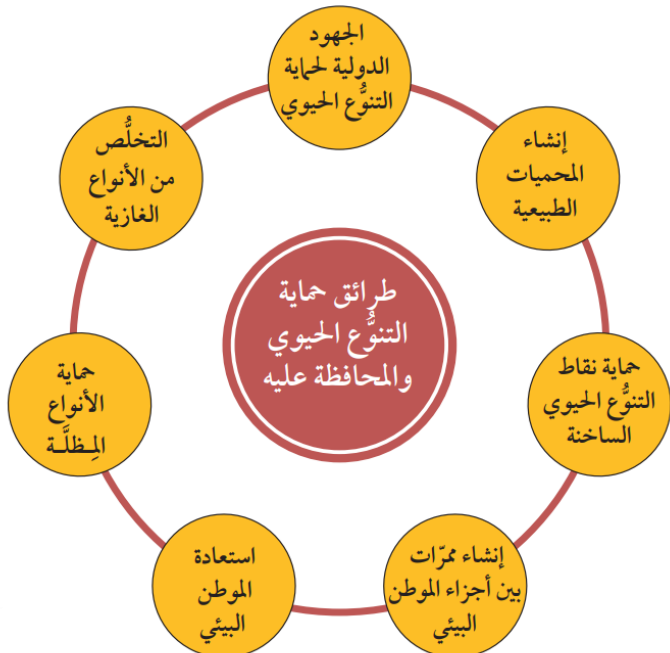 طرائق حماية
التنوُّع الحيوي
والمحافظة عليه
الجهود
الدولية لحماية
التنوُّع الحيوي
إنشاء
المحميات
الطبيعية
حماية نقاط
التنوُّع الحيوي
الساخنة
إنشاء ممرّات
بين أجزاء الموطن
البيئي
استعادة
الموطن
البيئي
حماية
الأنواع
المِظلَّـة
التخلُّص
من الأنواع
الغازية